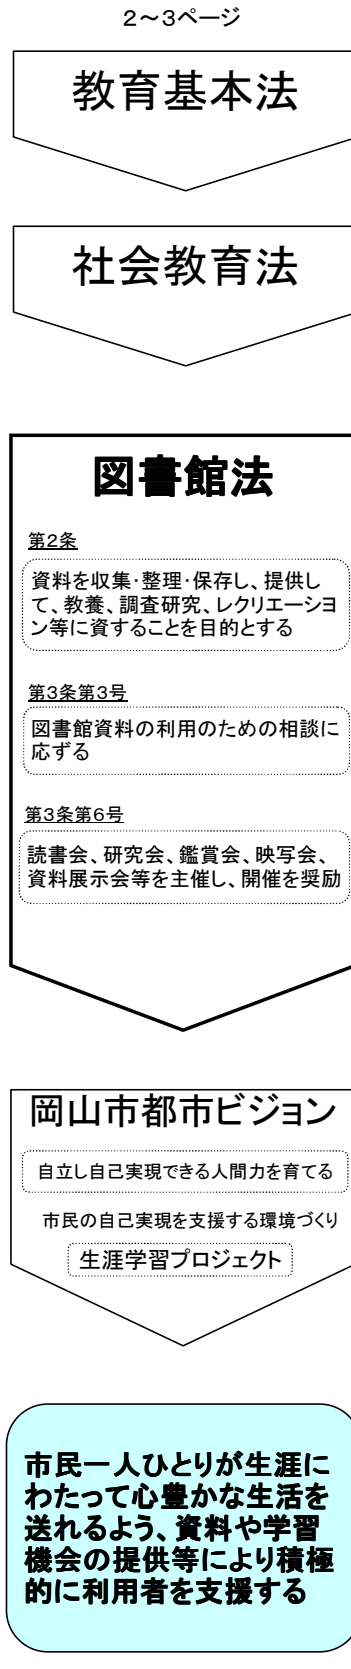 ２～３ページ
教育基本法
社会教育法
図書館法
第２条
資料を収集・整理・保存し、提供し
て、教養、調査研究、レクリエーショ
ン等に資することを目的とする
第３条第３号
図書館資料の利用のための相談に
応ずる
第３条第６号
読書会、研究会、鑑賞会、映写会、
資料展示会等を主催し、開催を奨励
岡山市都市ビジョン
自立し自己実現できる人間力を育てる
市民の自己実現を支援する環境づくり
生涯学習プロジェクト
市民一人ひとりが生涯に
わたって心豊かな生活を
送れるよう、資料や学習
機会の提供等により積極
的に利用者を支援する